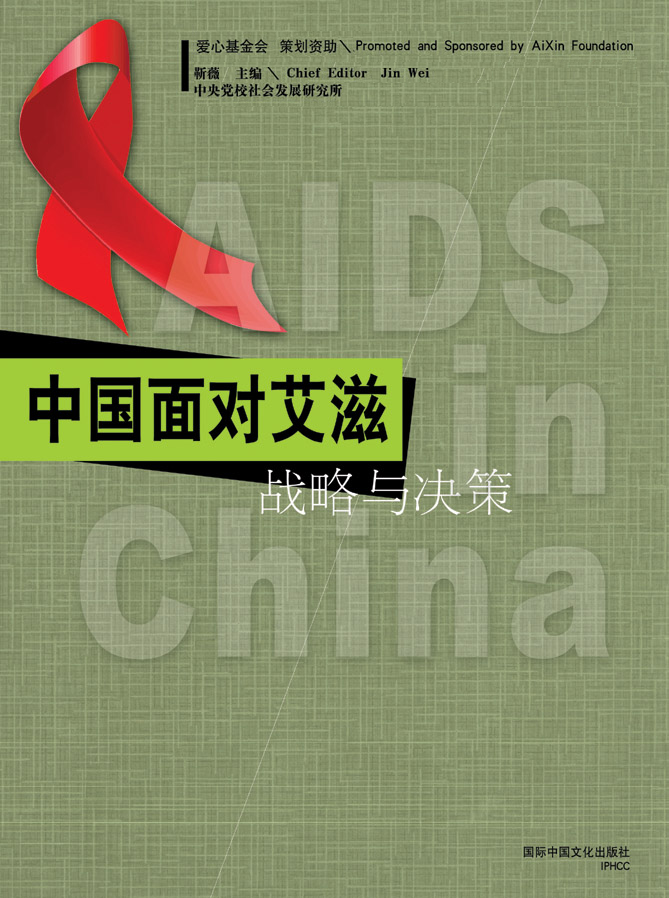 爱心基金会 策划资助\Promoted and Sponsored by AiXin Foundation
靳薇 主编\Chief Editor Jin Wei
中央党校社会发展研究所
AIDS
in
China
中国面对艾滋
战略与决策
国际中国文化出版社
IPHCC